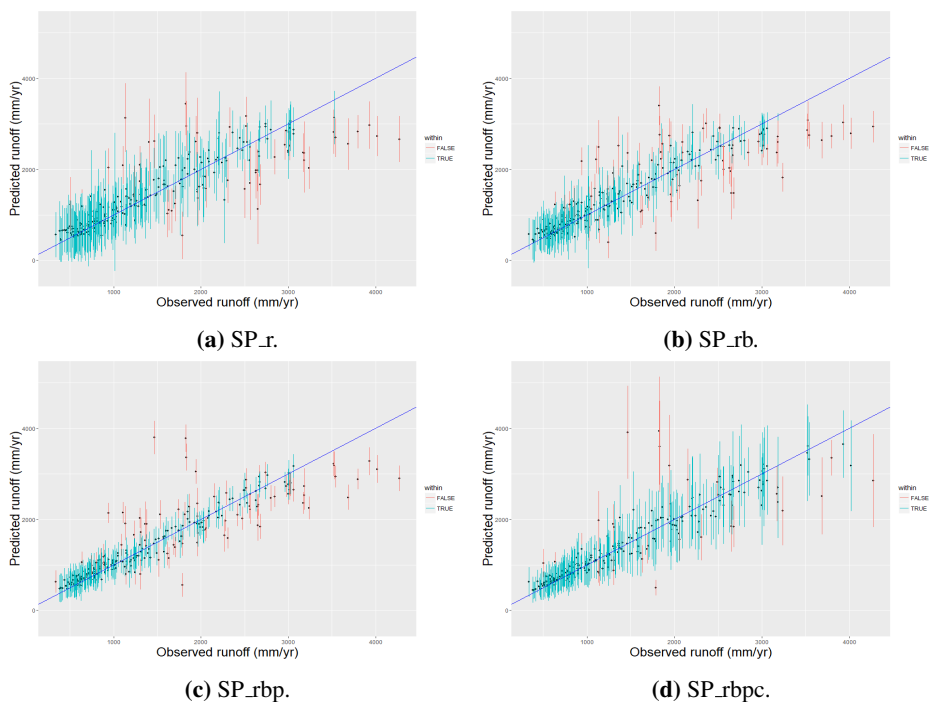 Predicted runoff (mm/yr)
4000
2000
0
1000 2000 3000 4000
Observed runoff (mm/yr)
within
FALSE
TRUE
(a) SP_r.
Predicted runoff (mm/yr)
4000
2000
0
1000 2000 3000 4000
Observed runoff (mm/yr)
within
FALSE
TRUE
(b) SP_rb.
Predicted runoff (mm/yr)
4000
2000
0
1000 2000 3000 4000
Observed runoff (mm/yr)
within
FALSE
TRUE
(c) SP_rbp.
Predicted runoff (mm/yr)
4000
2000
0
1000 2000 3000 4000
Observed runoff (mm/yr)
within
FALSE
TRUE
(d) SP_rbpc.